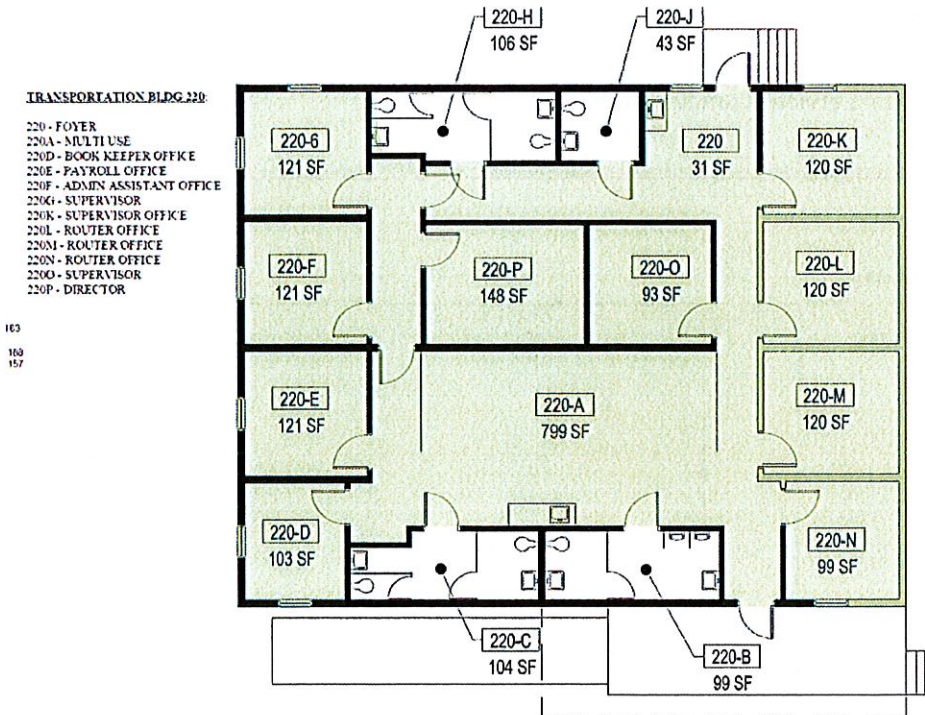 220-H
106 SF
220-J
43 SF
TRANSPORTATION BLDG 220:
220 - FOYER
220A - MULTI USE
220D - BOOK KEEPER OFFICE
220E - PAYROLL OFFICE
220F - ADMIN ASSISTANT OFFICE
220G - SUPERVISOR
220K - SUPERVISOR OFFICE
220L - ROUTER OFFICE
220M - ROUTER OFFICE
220N - ROUTER OFFICE
220O - SUPERVISOR
220P - DIRECTOR
163
157
220-6
121 SF
220
31 SF
220-K
120 SF
220-F
121 SF
220-P
148 SF
220-O
93 SF
220-L
120 SF
220-E
121 SF
220-A
799 SF
220-M
120 SF
220-D
103 SF
220-N
99 SF
220-C
104 SF
220-B
99 SF